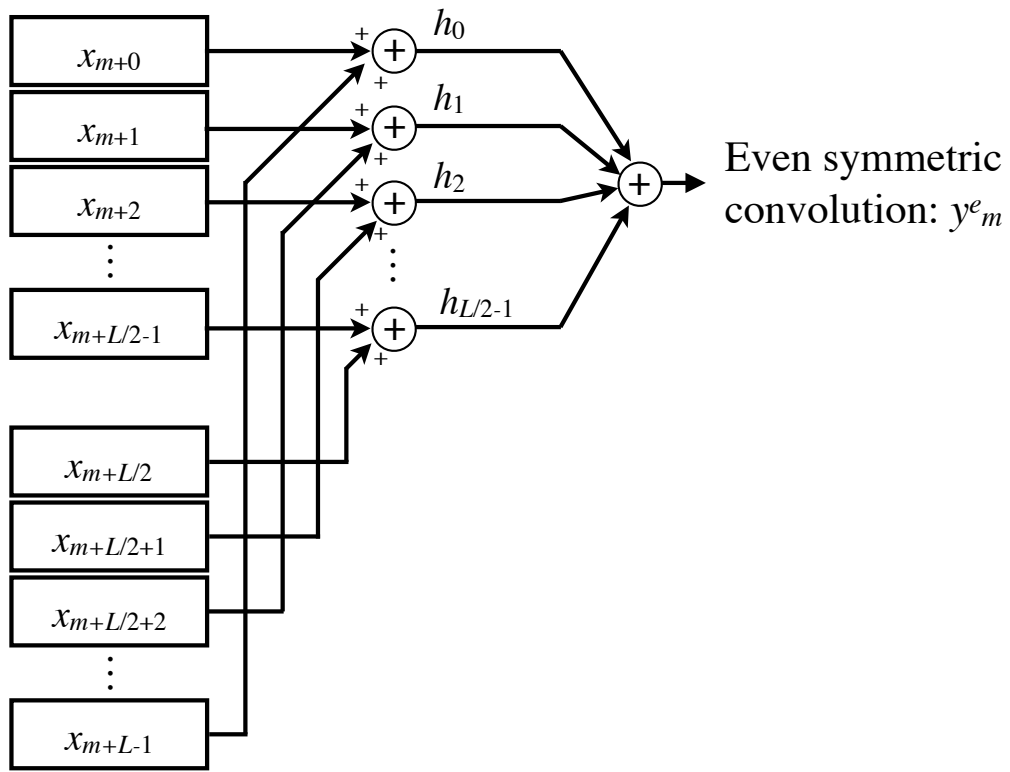 x_{m+0}
x_{m+1}
x_{m+2}
⋮
x_{m+L/2-1}
x_{m+L/2}
x_{m+L/2+1}
x_{m+L/2+2}
⋮
x_{m+L-1}
+ + + h_0
+ + + h_1
+ + + h_2
⋮
+ + + h_{L/2-1}
+
Even symmetric
convolution: y^e_m